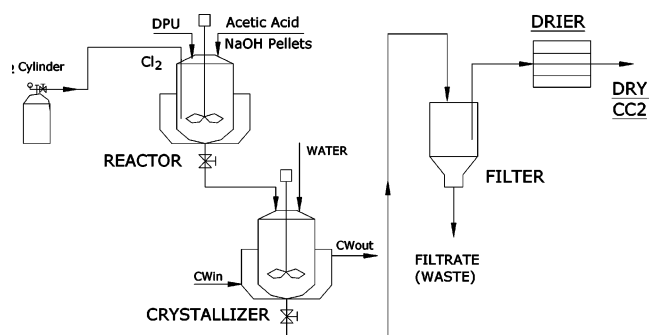 DPU
Acetic Acid
NaOH Pellets
Cylinder
Cl₂
REACTOR
WATER
CWin
CWout
CRYSTALLIZER
DRIER
DRY
CC2
FILTER
FILTRATE
(WASTE)